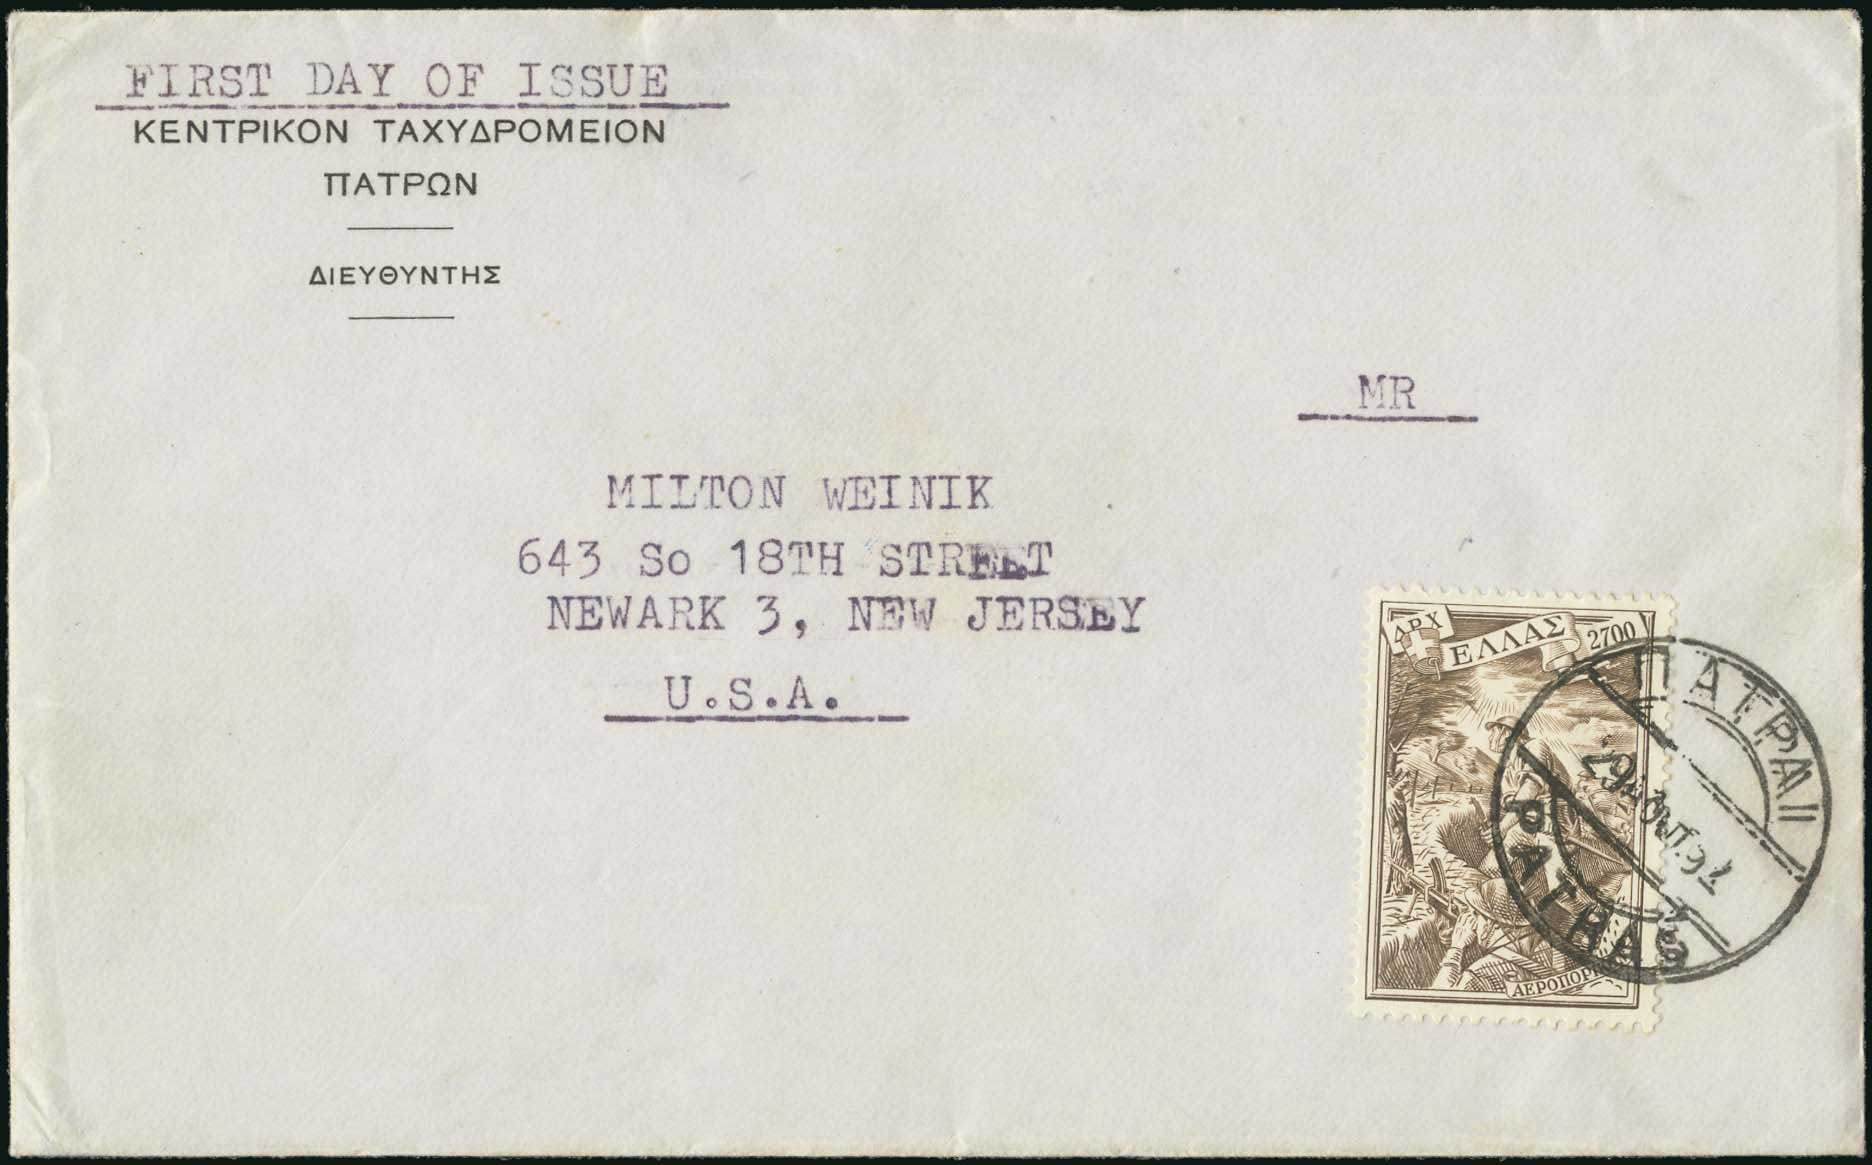 FIRST DAY OF ISSUE
ΚΕΝΤΡΙΚΟΝ ΤΑΧΥΔΡΟΜΕΙΟΝ
ΠΑΤΡΩΝ
ΔΙΕΥΘΥΝΤΗΣ
MR
MILTON WEINIK
643 So 18TH STREET
NEWARK 3, NEW JERSEY
U.S.A.
ΔΡΧ ΕΛΛΑΣ 2700
ΠΑΤΡΑΙ
PATRAS